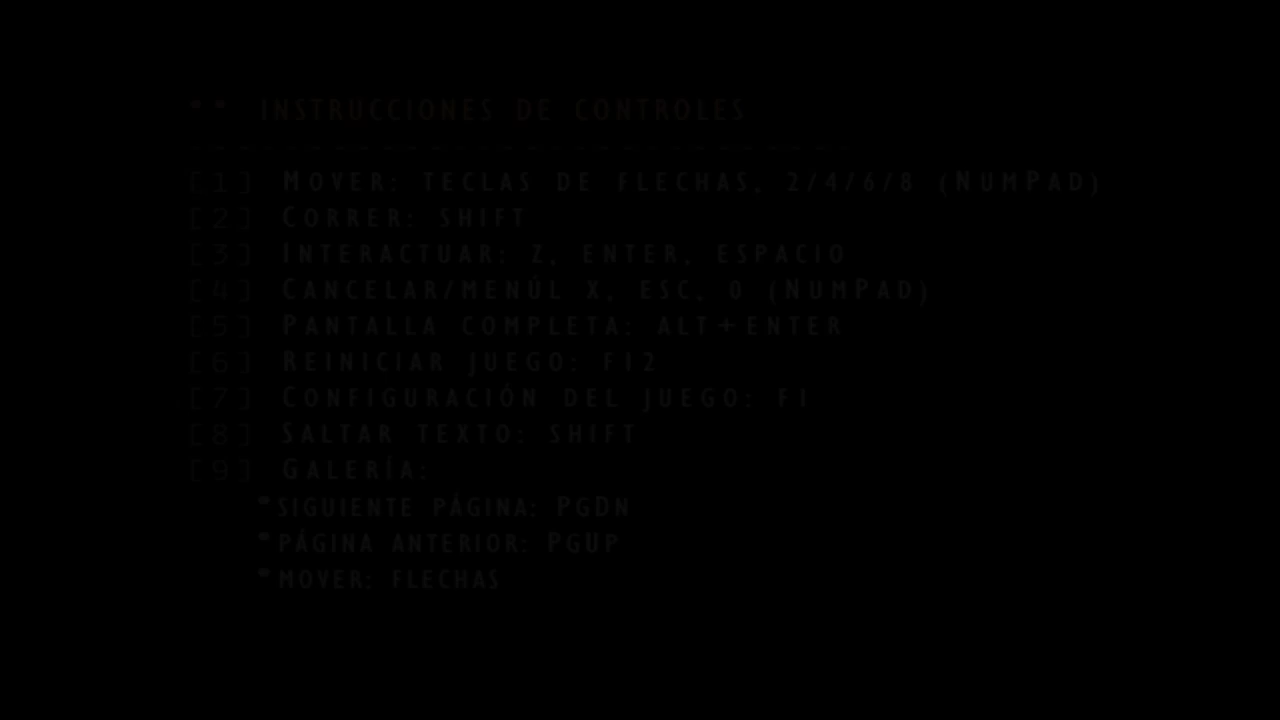 ** INSTRUCCIONES DE CONTROLES
----------------------------
[1] MOVER: TECLAS DE FLECHAS, 2/4/6/8 (NUMPAD)
[2] CORRER: SHIFT
[3] INTERACTUAR: Z, ENTER, ESPACIO
[4] CANCELAR/MENÚL X, ESC, 0 (NUMPAD)
[5] PANTALLA COMPLETA: ALT+ENTER
[6] REINICIAR JUEGO: F12
[7] CONFIGURACIÓN DEL JUEGO: F1
[8] SALTAR TEXTO: SHIFT
[9] GALERÍA:
*SIGUIENTE PÁGINA: PGDN
*PÁGINA ANTERIOR: PGUP
*MOVER: FLECHAS